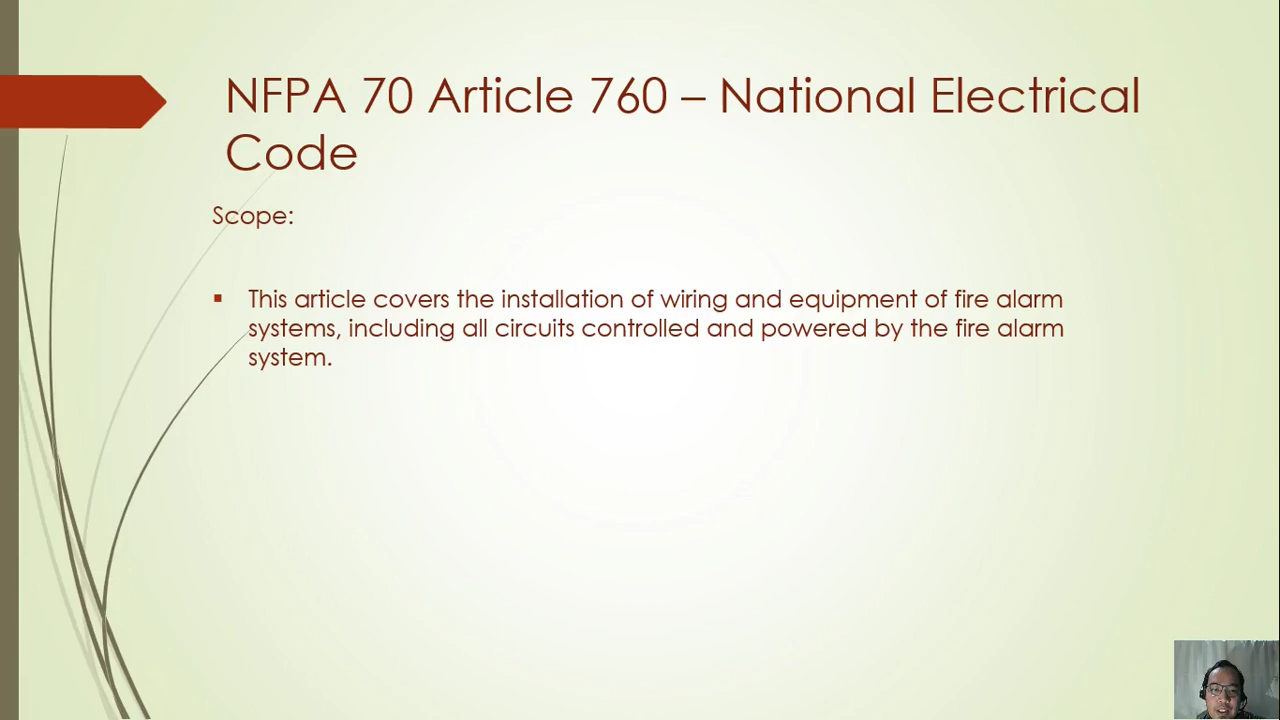 NFPA 70 Article 760 – National Electrical
Code
Scope:
▪ This article covers the installation of wiring and equipment of fire alarm
systems, including all circuits controlled and powered by the fire alarm
system.